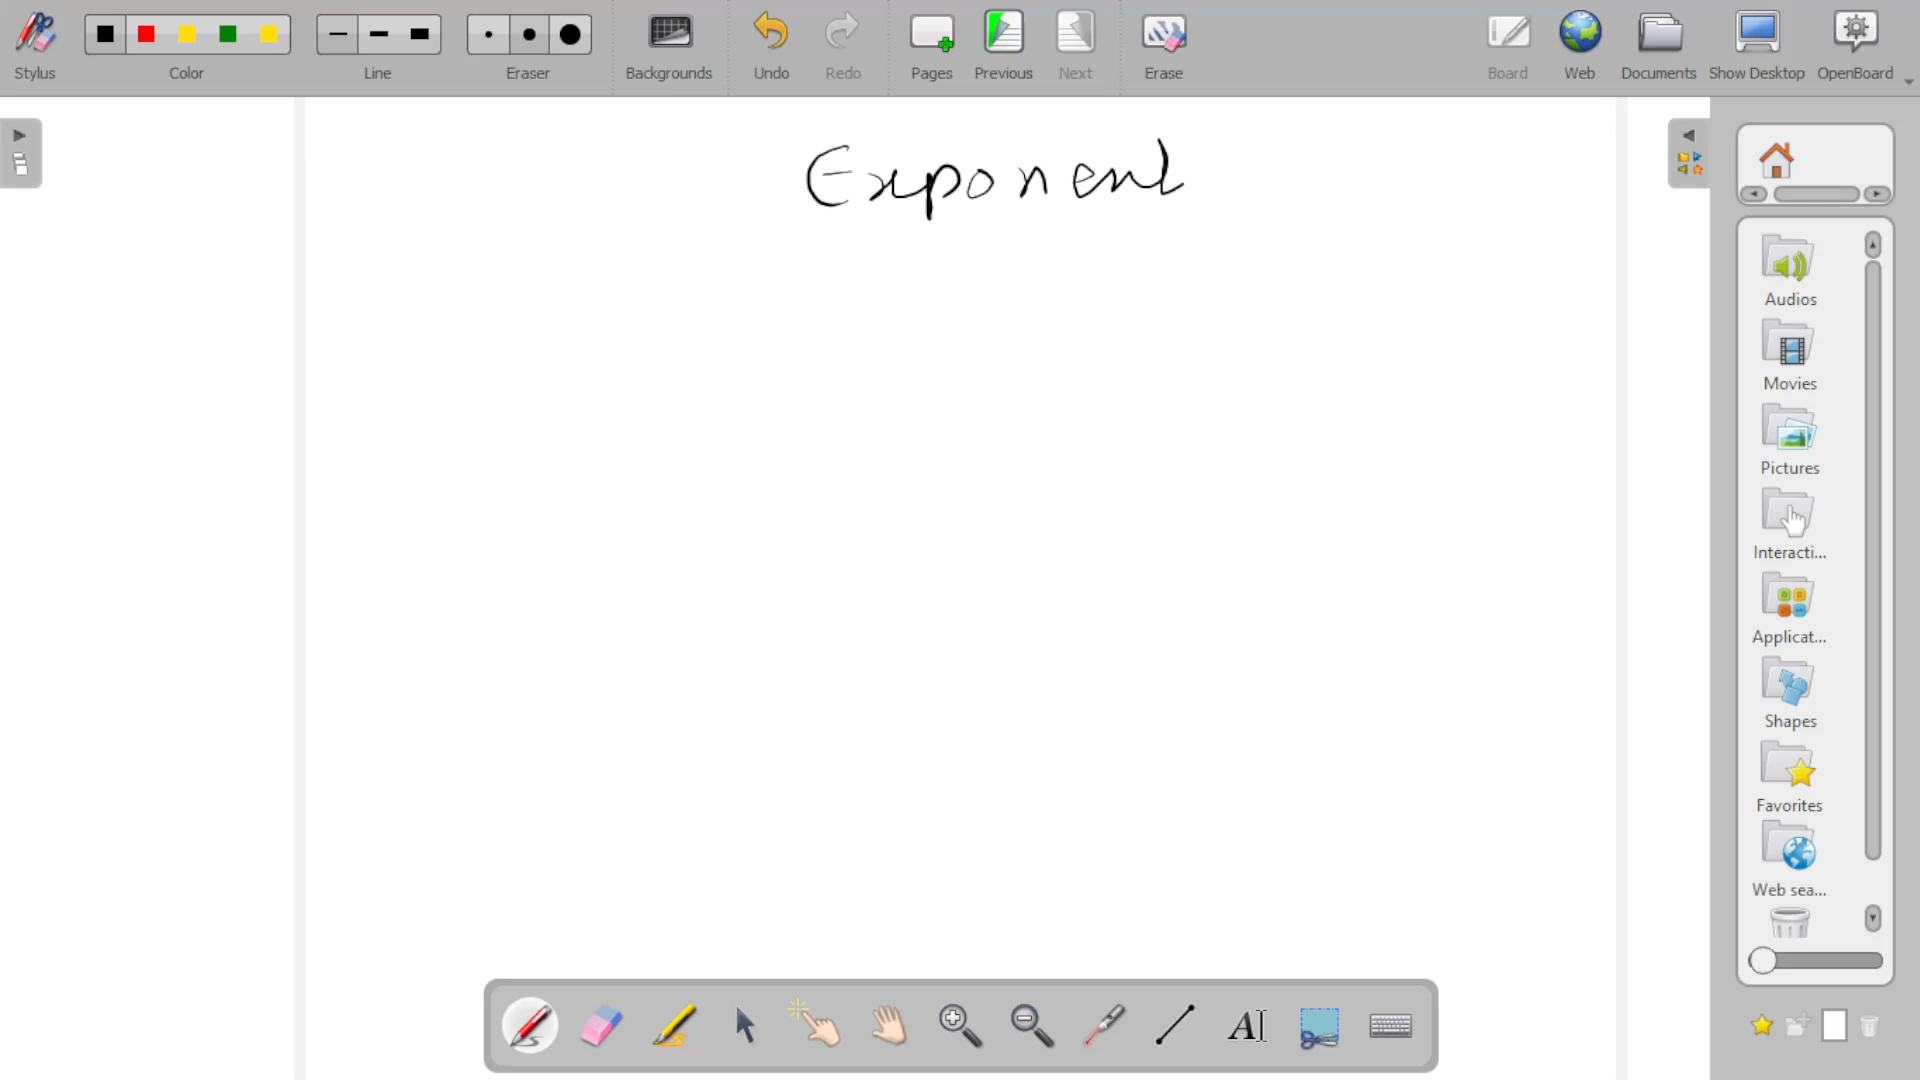 Stylus
Color
Line
Eraser
Backgrounds
Undo
Redo
Pages
Previous
Next
Erase
Board
Web
Documents
Show Desktop
OpenBoard
Exponent
Audios
Movies
Pictures
Interacti...
Applicat...
Shapes
Favorites
Web sea...
AI